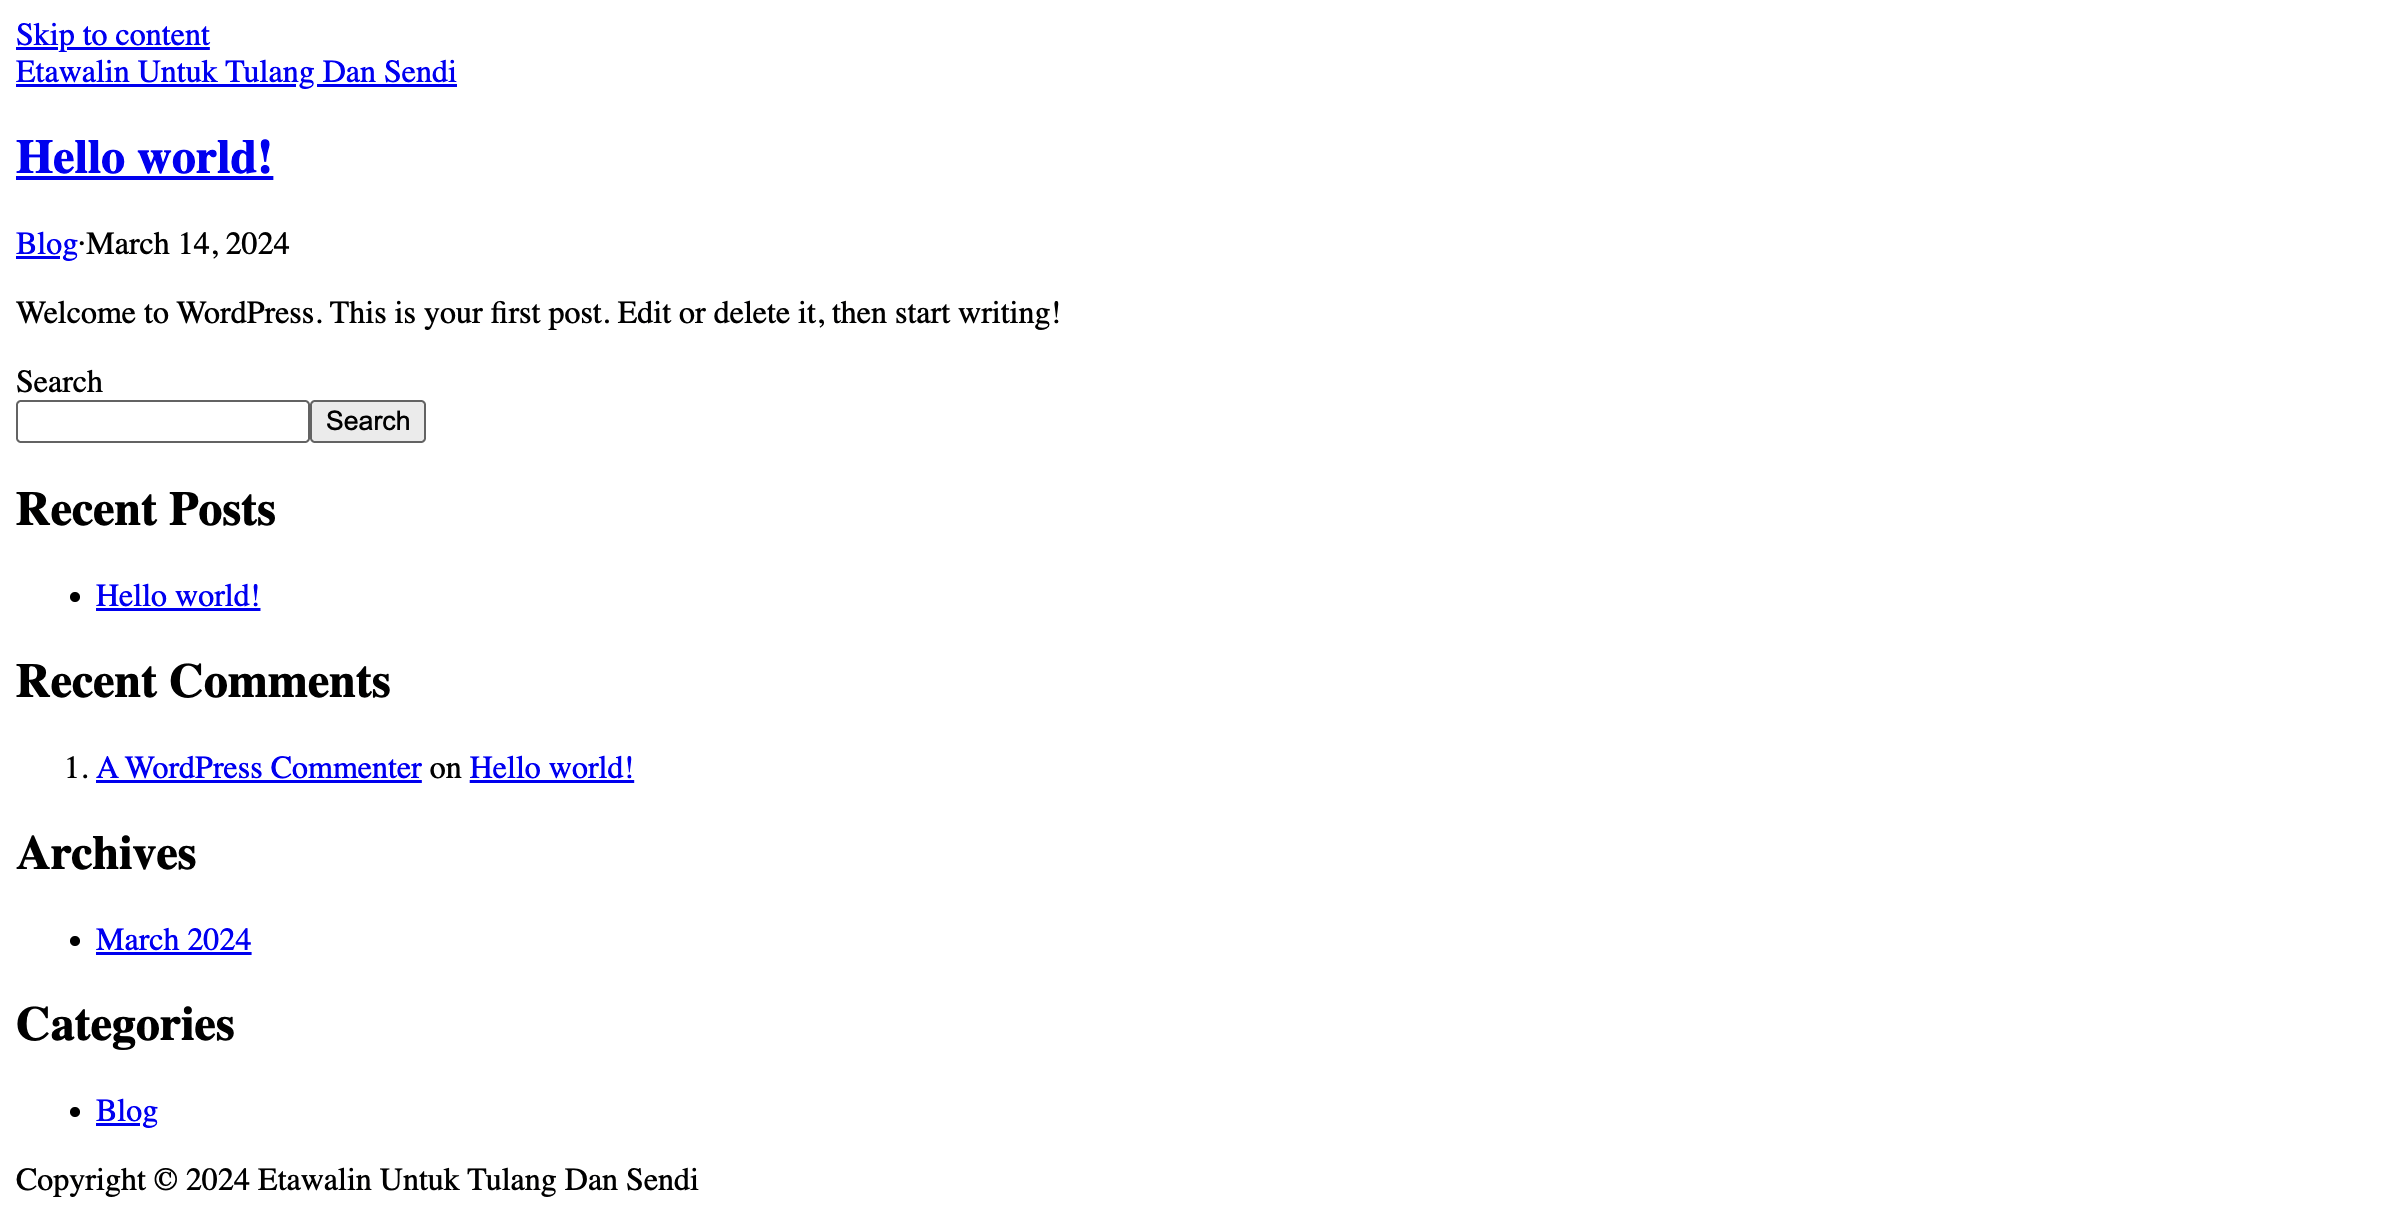 Skip to content
Etawalin Untuk Tulang Dan Sendi
Hello world!
Blog·March 14, 2024
Welcome to WordPress. This is your first post. Edit or delete it, then start writing!
Search
Search
Recent Posts
Hello world!
Recent Comments
1. A WordPress Commenter on Hello world!
Archives
March 2024
Categories
Blog
Copyright © 2024 Etawalin Untuk Tulang Dan Sendi